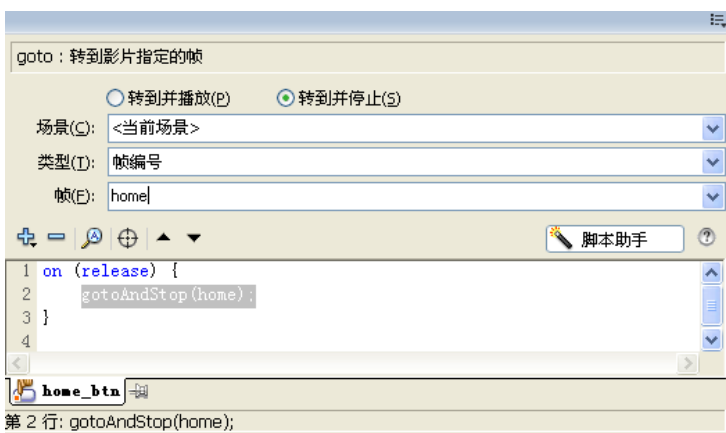 goto：转到影片指定的帧
转到并播放(P) 转到并停止(S)
场景(C): <当前场景>
类型(T): 帧编号
帧(F): home
脚本助手 ?
1 on (release) {
2 gotoAndStop(home);
3 }
4
home_btn
第 2 行: gotoAndStop(home);